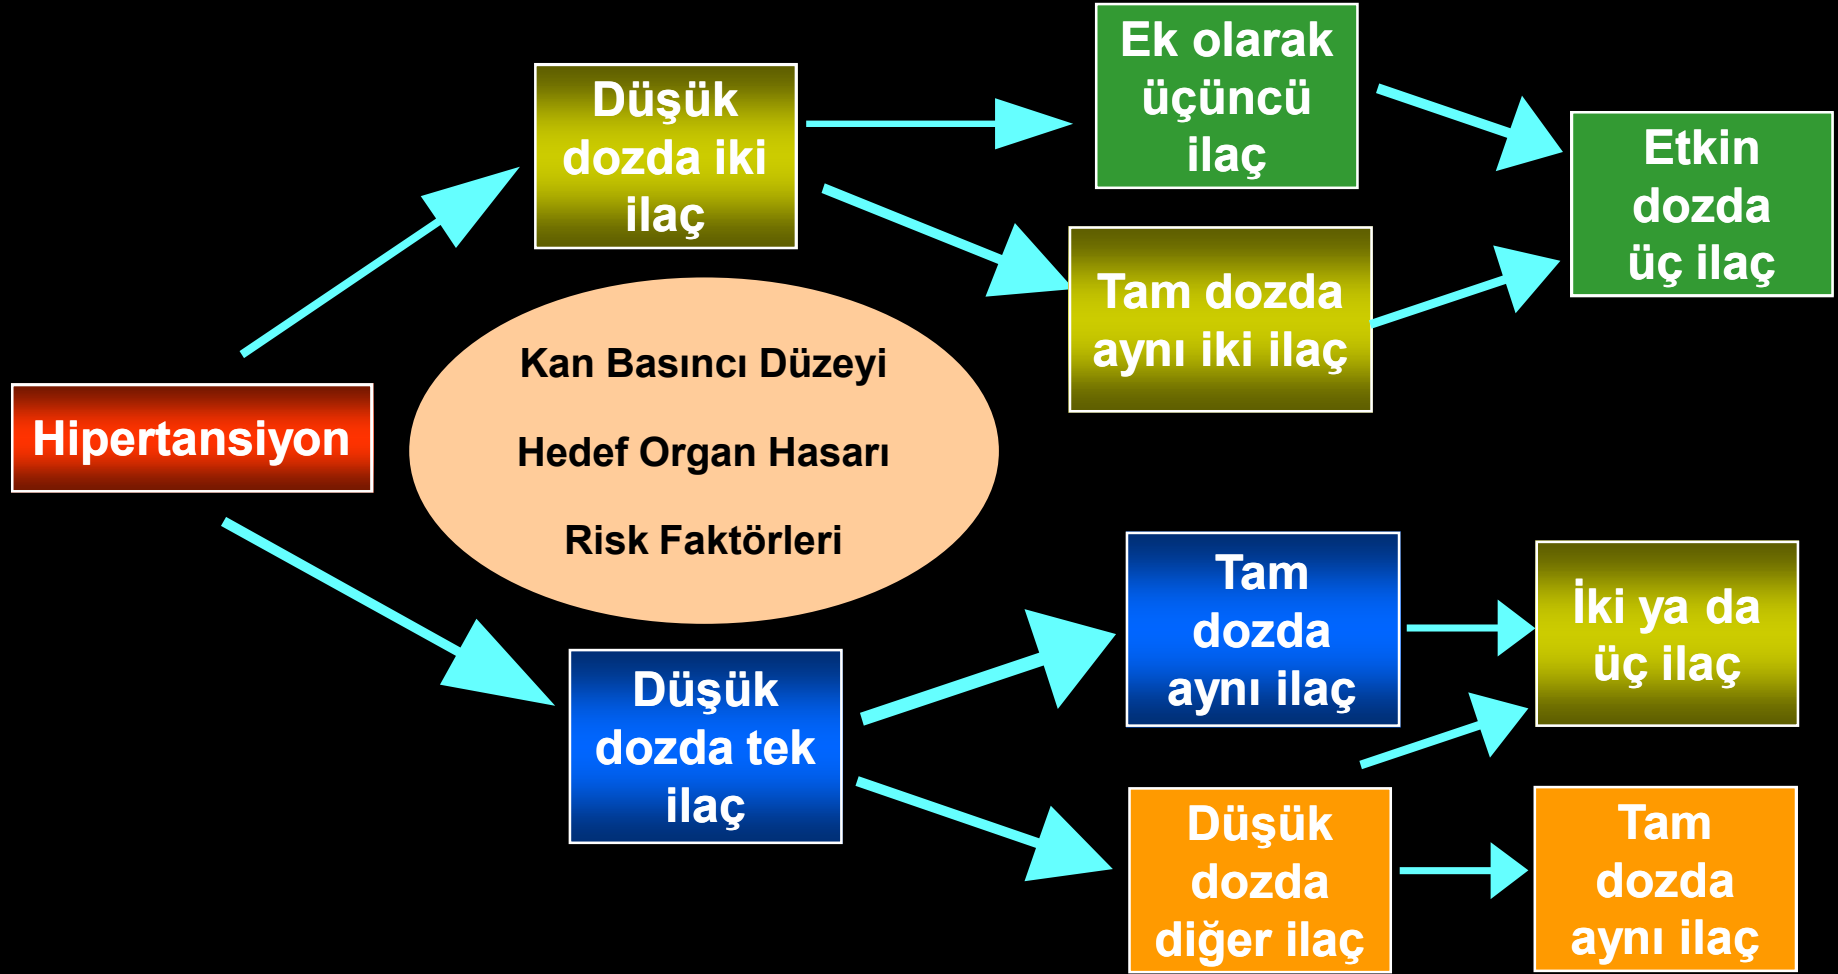 Hipertansiyon
Düşük
dozda iki
ilaç
Ek olarak
üçüncü
ilaç
Tam dozda
aynı iki ilaç
Etkin
dozda
üç ilaç
Kan Basıncı Düzeyi
Hedef Organ Hasarı
Risk Faktörleri
Düşük
dozda tek
ilaç
Tam
dozda
aynı ilaç
İki ya da
üç ilaç
Düşük
dozda
diğer ilaç
Tam
dozda
aynı ilaç